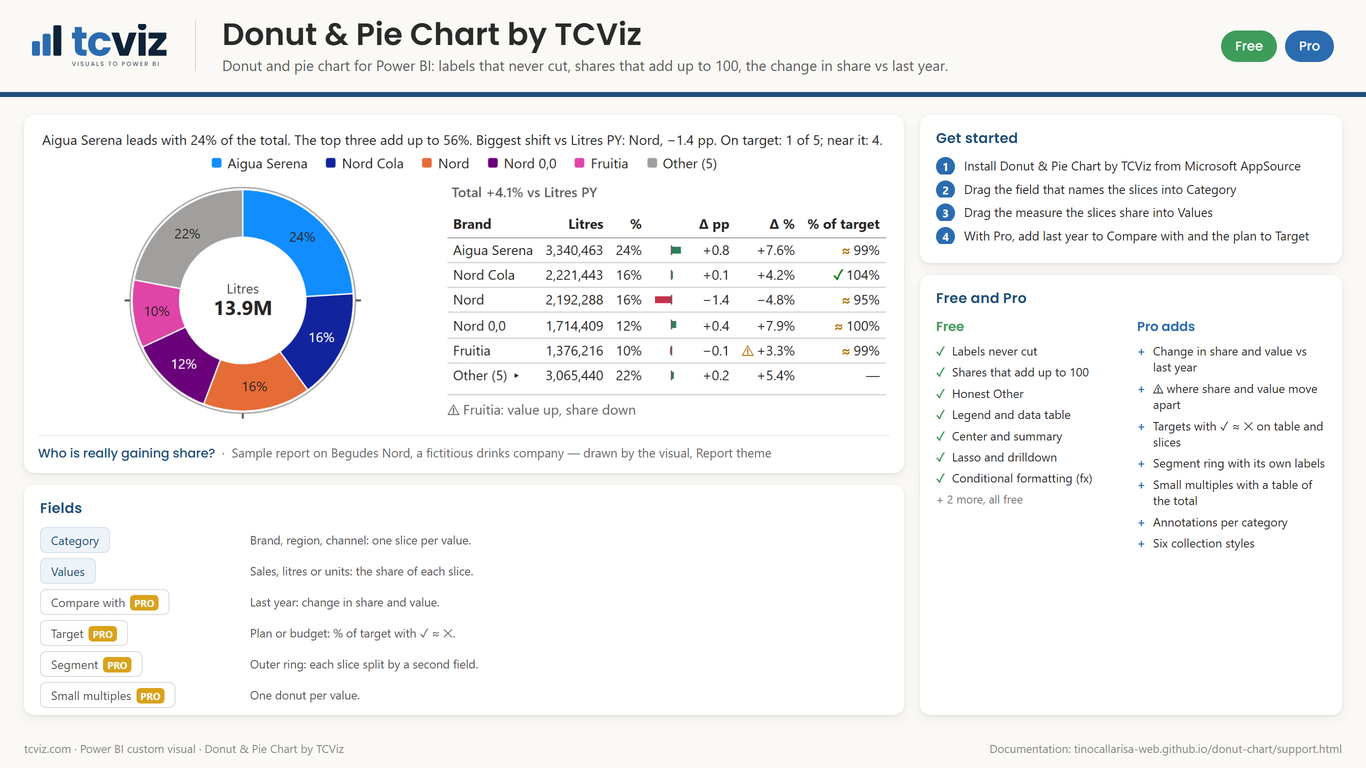 tcviz
VISUALS TO POWER BI
Donut & Pie Chart by TCViz
Donut and pie chart for Power BI: labels that never cut, shares that add up to 100, the change in share vs last year.
Free
Pro
Aigua Serena leads with 24% of the total. The top three add up to 56%. Biggest shift vs Litres PY: Nord, −1.4 pp. On target: 1 of 5; near it: 4.
Aigua Serena Nord Cola Nord Nord 0,0 Fruitia Other (5)
24%
16%
16%
12%
10%
22%
Litres
13.9M
Total +4.1% vs Litres PY
Brand Litres % Δ pp Δ % % of target
Aigua Serena 3,340,463 24% +0.8 +7.6% ≈ 99%
Nord Cola 2,221,443 16% +0.1 +4.2% ✓ 104%
Nord 2,192,288 16% −1.4 −4.8% ≈ 95%
Nord 0,0 1,714,409 12% +0.4 +7.9% ≈ 100%
Fruitia 1,376,216 10% −0.1 ⚠ +3.3% ≈ 99%
Other (5) ▸ 3,065,440 22% +0.2 +5.4% —
⚠ Fruitia: value up, share down
Who is really gaining share? · Sample report on Begudes Nord, a fictitious drinks company — drawn by the visual, Report theme
Fields
Category Brand, region, channel: one slice per value.
Values Sales, litres or units: the share of each slice.
Compare with PRO Last year: change in share and value.
Target PRO Plan or budget: % of target with ✓ ≈ ✕.
Segment PRO Outer ring: each slice split by a second field.
Small multiples PRO One donut per value.
Get started
1 Install Donut & Pie Chart by TCViz from Microsoft AppSource
2 Drag the field that names the slices into Category
3 Drag the measure the slices share into Values
4 With Pro, add last year to Compare with and the plan to Target
Free and Pro
Free
✓ Labels never cut
✓ Shares that add up to 100
✓ Honest Other
✓ Legend and data table
✓ Center and summary
✓ Lasso and drilldown
✓ Conditional formatting (fx)
+ 2 more, all free
Pro adds
+ Change in share and value vs
last year
+ ⚠ where share and value move
apart
+ Targets with ✓ ≈ ✕ on table and
slices
+ Segment ring with its own labels
+ Small multiples with a table of
the total
+ Annotations per category
+ Six collection styles
tcviz.com · Power BI custom visual · Donut & Pie Chart by TCViz
Documentation: tinocallarisa-web.github.io/donut-chart/support.html